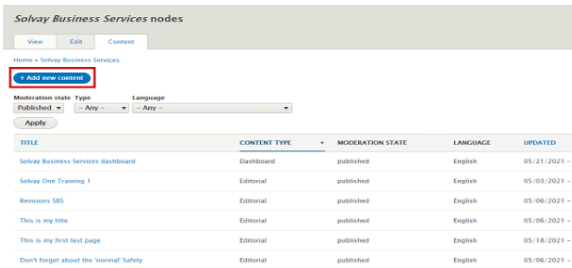 Solvay Business Services nodes
View Edit Content
Home » Solvay Business Services
+ Add new content
Moderation state Type Language
Published - Any - - Any -
Apply
TITLE CONTENT TYPE MODERATION STATE LANGUAGE UPDATED
Solvay Business Services dashboard Dashboard published English 05/21/2021 -
Solvay One Training 1 Editorial published English 05/03/2021 -
Revisions SBS Editorial published English 05/06/2021 -
This is my title Editorial published English 05/06/2021 -
This is my first test page Editorial published English 05/18/2021 -
Don't forget about the 'normal' Safety Editorial published English 05/06/2021 -